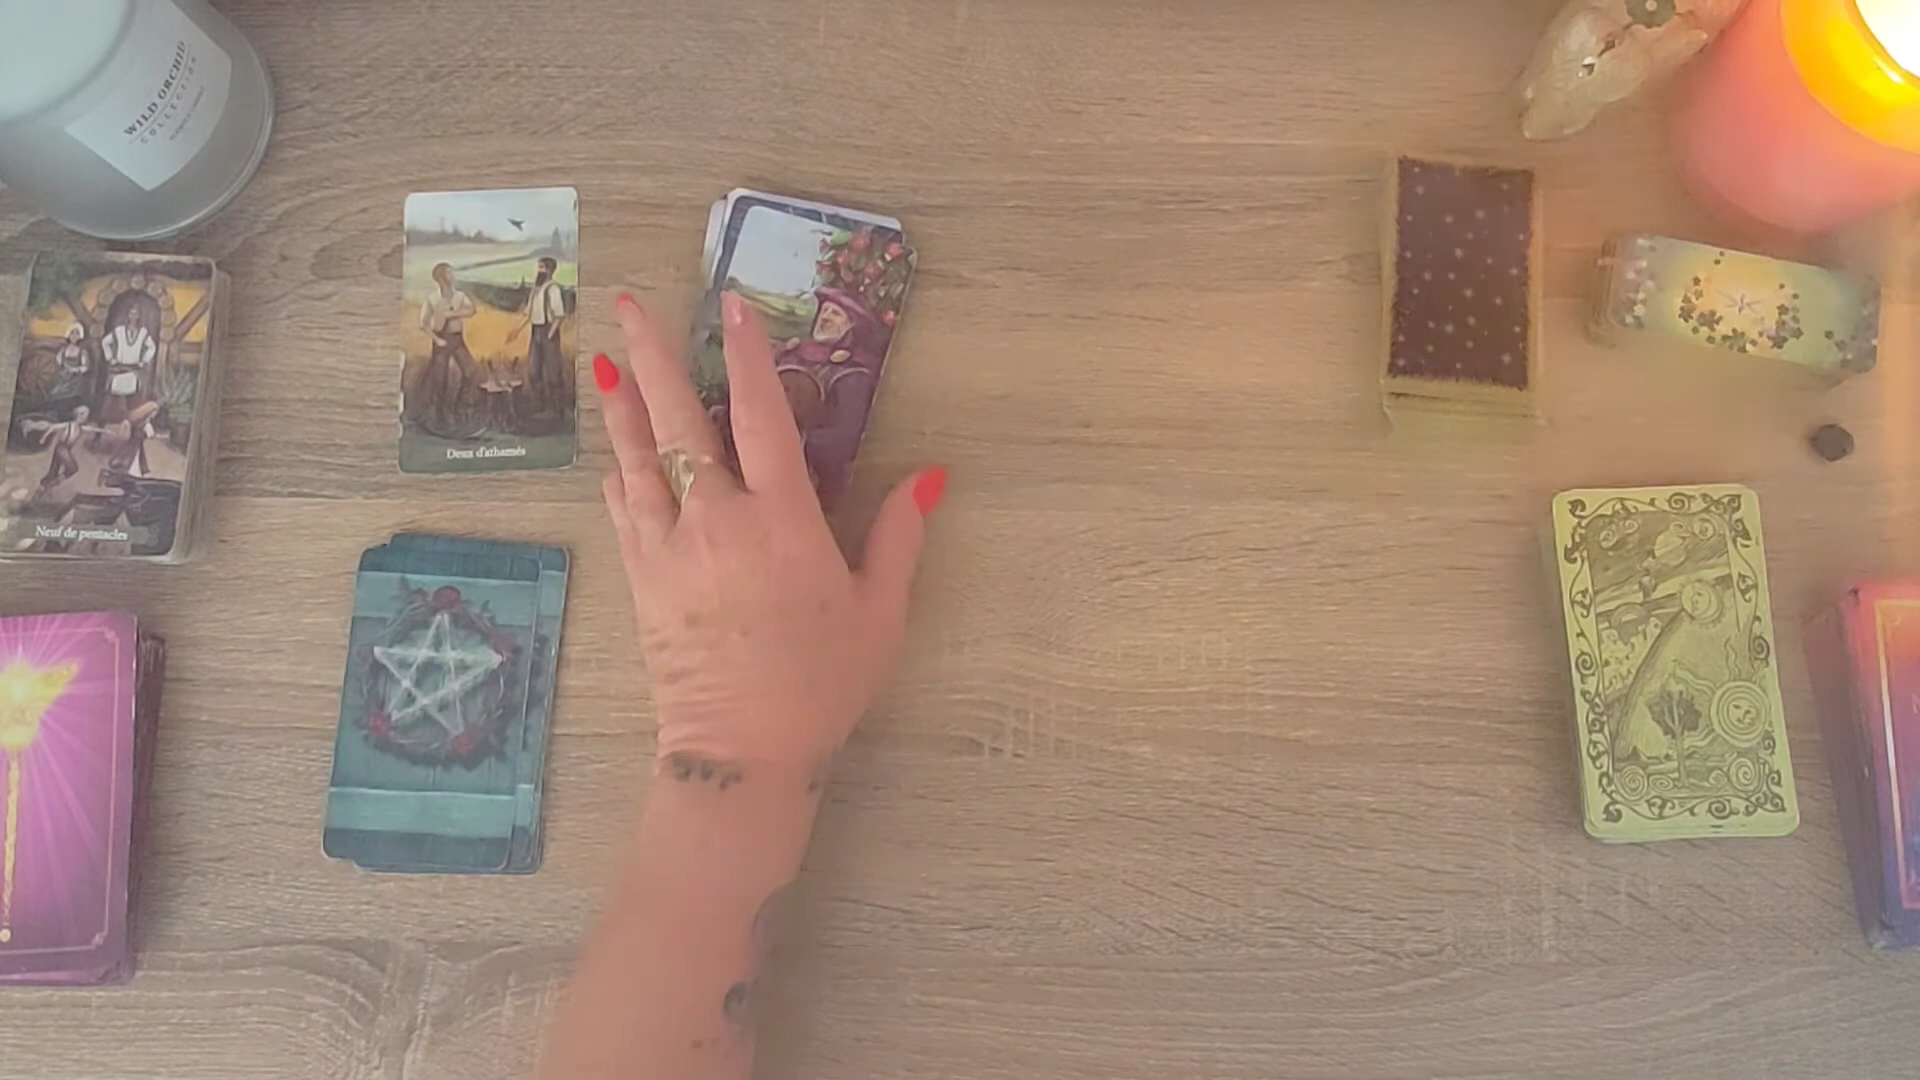 WILD ORCHID
COLLECTION
Deux d'athamés
Neuf de pentacles